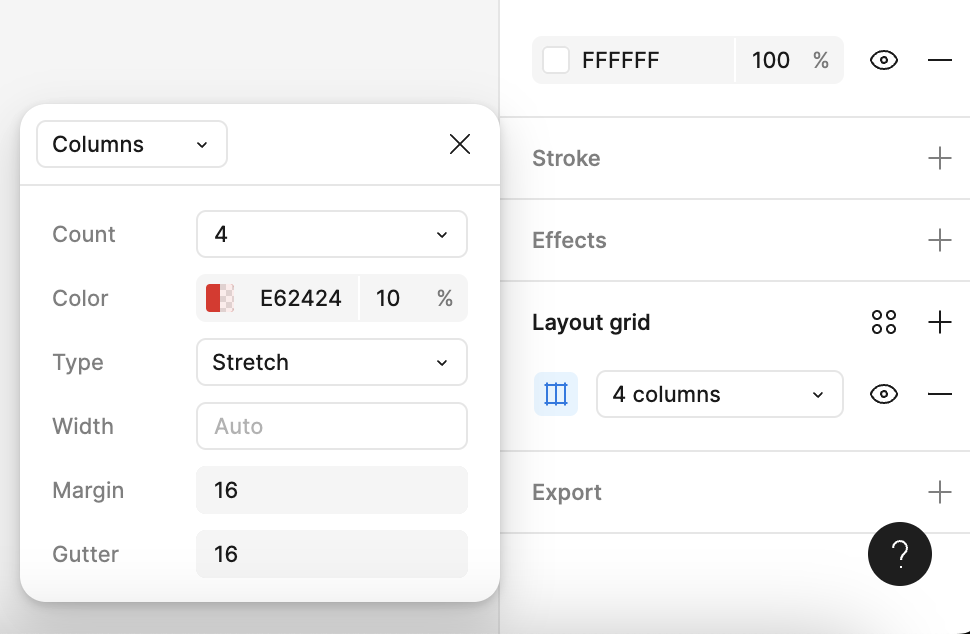 Columns
Count 4
Color E62424 10 %
Type Stretch
Width Auto
Margin 16
Gutter 16
FFFFFF 100 %
Stroke
Effects
Layout grid
4 columns
Export
?